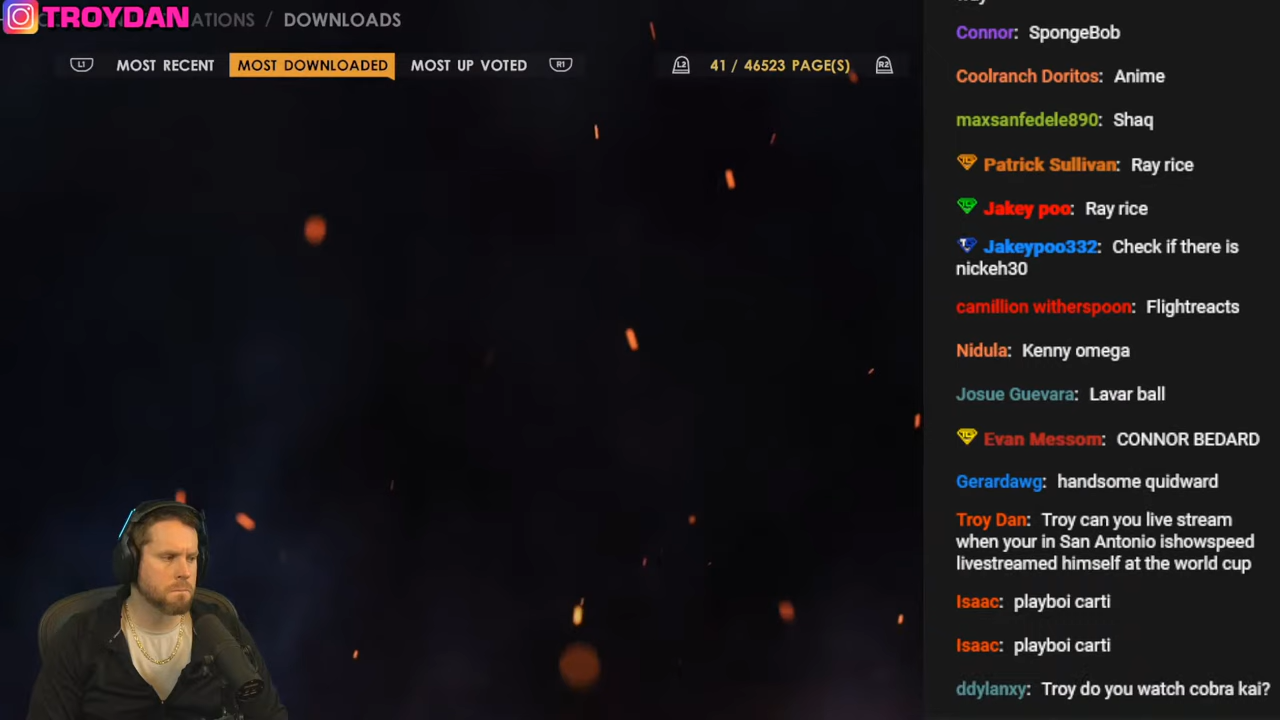 TROYDAN
ATIONS / DOWNLOADS
L1 MOST RECENT MOST DOWNLOADED MOST UP VOTED R1 L2 41 / 46523 PAGE(S) R2
Connor: SpongeBob
Coolranch Doritos: Anime
maxsanfedele890: Shaq
Patrick Sullivan: Ray rice
Jakey poo: Ray rice
Jakeypoo332: Check if there is
nickeh30
camillion witherspoon: Flightreacts
Nidula: Kenny omega
Josue Guevara: Lavar ball
Evan Messom: CONNOR BEDARD
Gerardawg: handsome quidward
Troy Dan: Troy can you live stream
when your in San Antonio ishowspeed
livestreamed himself at the world cup
Isaac: playboi carti
Isaac: playboi carti
ddylanxy: Troy do you watch cobra kai?